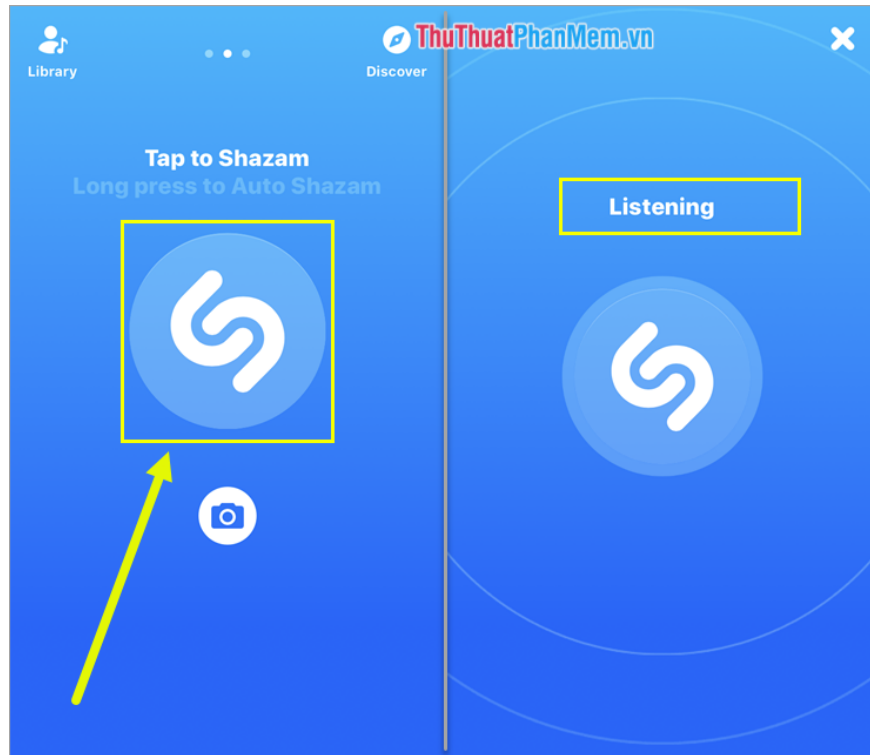 Library
Discover
ThuThuatPhanMem.vn
Tap to Shazam
Long press to Auto Shazam
Listening